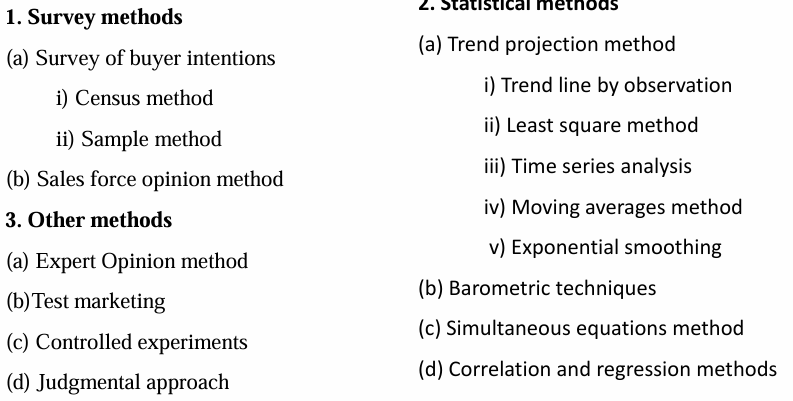 1. Survey methods
(a) Survey of buyer intentions
i) Census method
ii) Sample method
(b) Sales force opinion method
3. Other methods
(a) Expert Opinion method
(b)Test marketing
(c) Controlled experiments
(d) Judgmental approach
2. Statistical methods
(a) Trend projection method
i) Trend line by observation
ii) Least square method
iii) Time series analysis
iv) Moving averages method
v) Exponential smoothing
(b) Barometric techniques
(c) Simultaneous equations method
(d) Correlation and regression methods